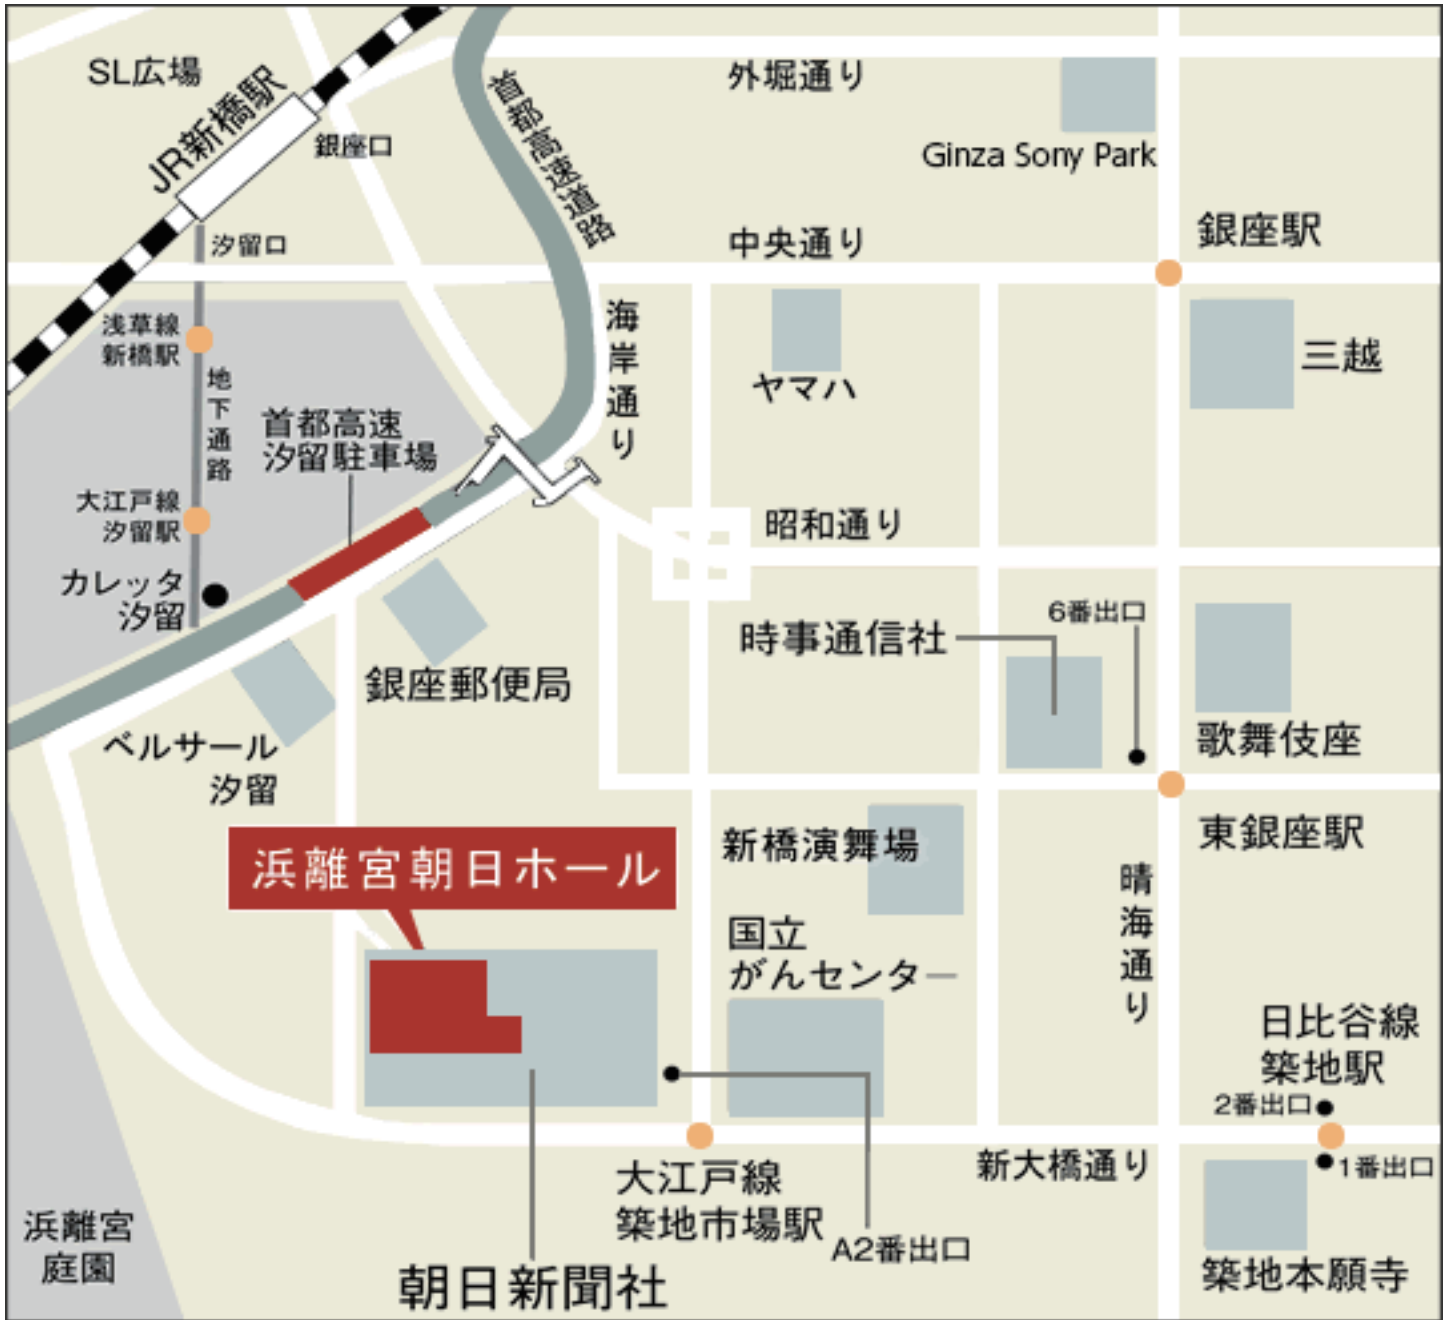 SL広場
JR新橋駅
銀座口
首都高速道路
外堀通り
Ginza Sony Park
汐留口
中央通り
銀座駅
浅草線
新橋駅
地下通路
首都高速
汐留駐車場
海岸通り
ヤマハ
三越
大江戸線
汐留駅
カレッタ
汐留
昭和通り
銀座郵便局
時事通信社
6番出口
歌舞伎座
ベルサール
汐留
東銀座駅
浜離宮朝日ホール
新橋演舞場
晴海通り
国立
がんセンター
日比谷線
築地駅
2番出口
1番出口
大江戸線
築地市場駅
A2番出口
新大橋通り
浜離宮
庭園
朝日新聞社
築地本願寺